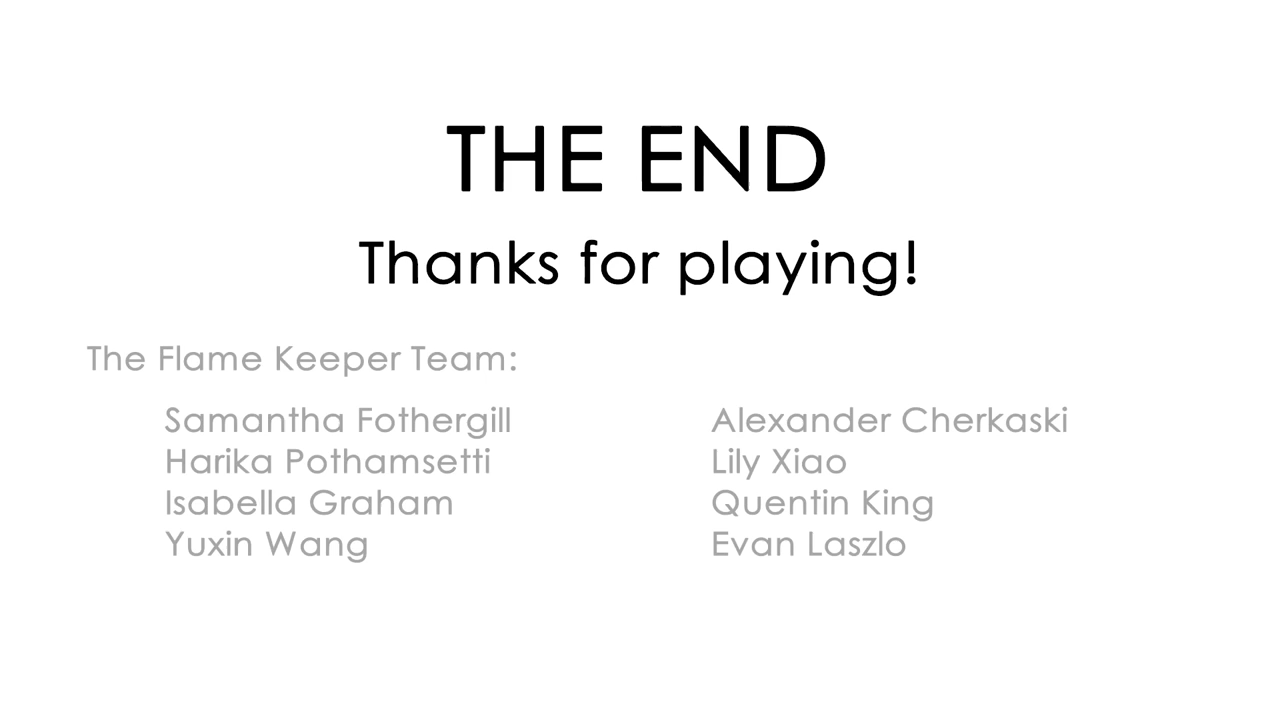 THE END
Thanks for playing!
The Flame Keeper Team:
Samantha Fothergill
Harika Pothamsetti
Isabella Graham
Yuxin Wang
Alexander Cherkaski
Lily Xiao
Quentin King
Evan Laszlo